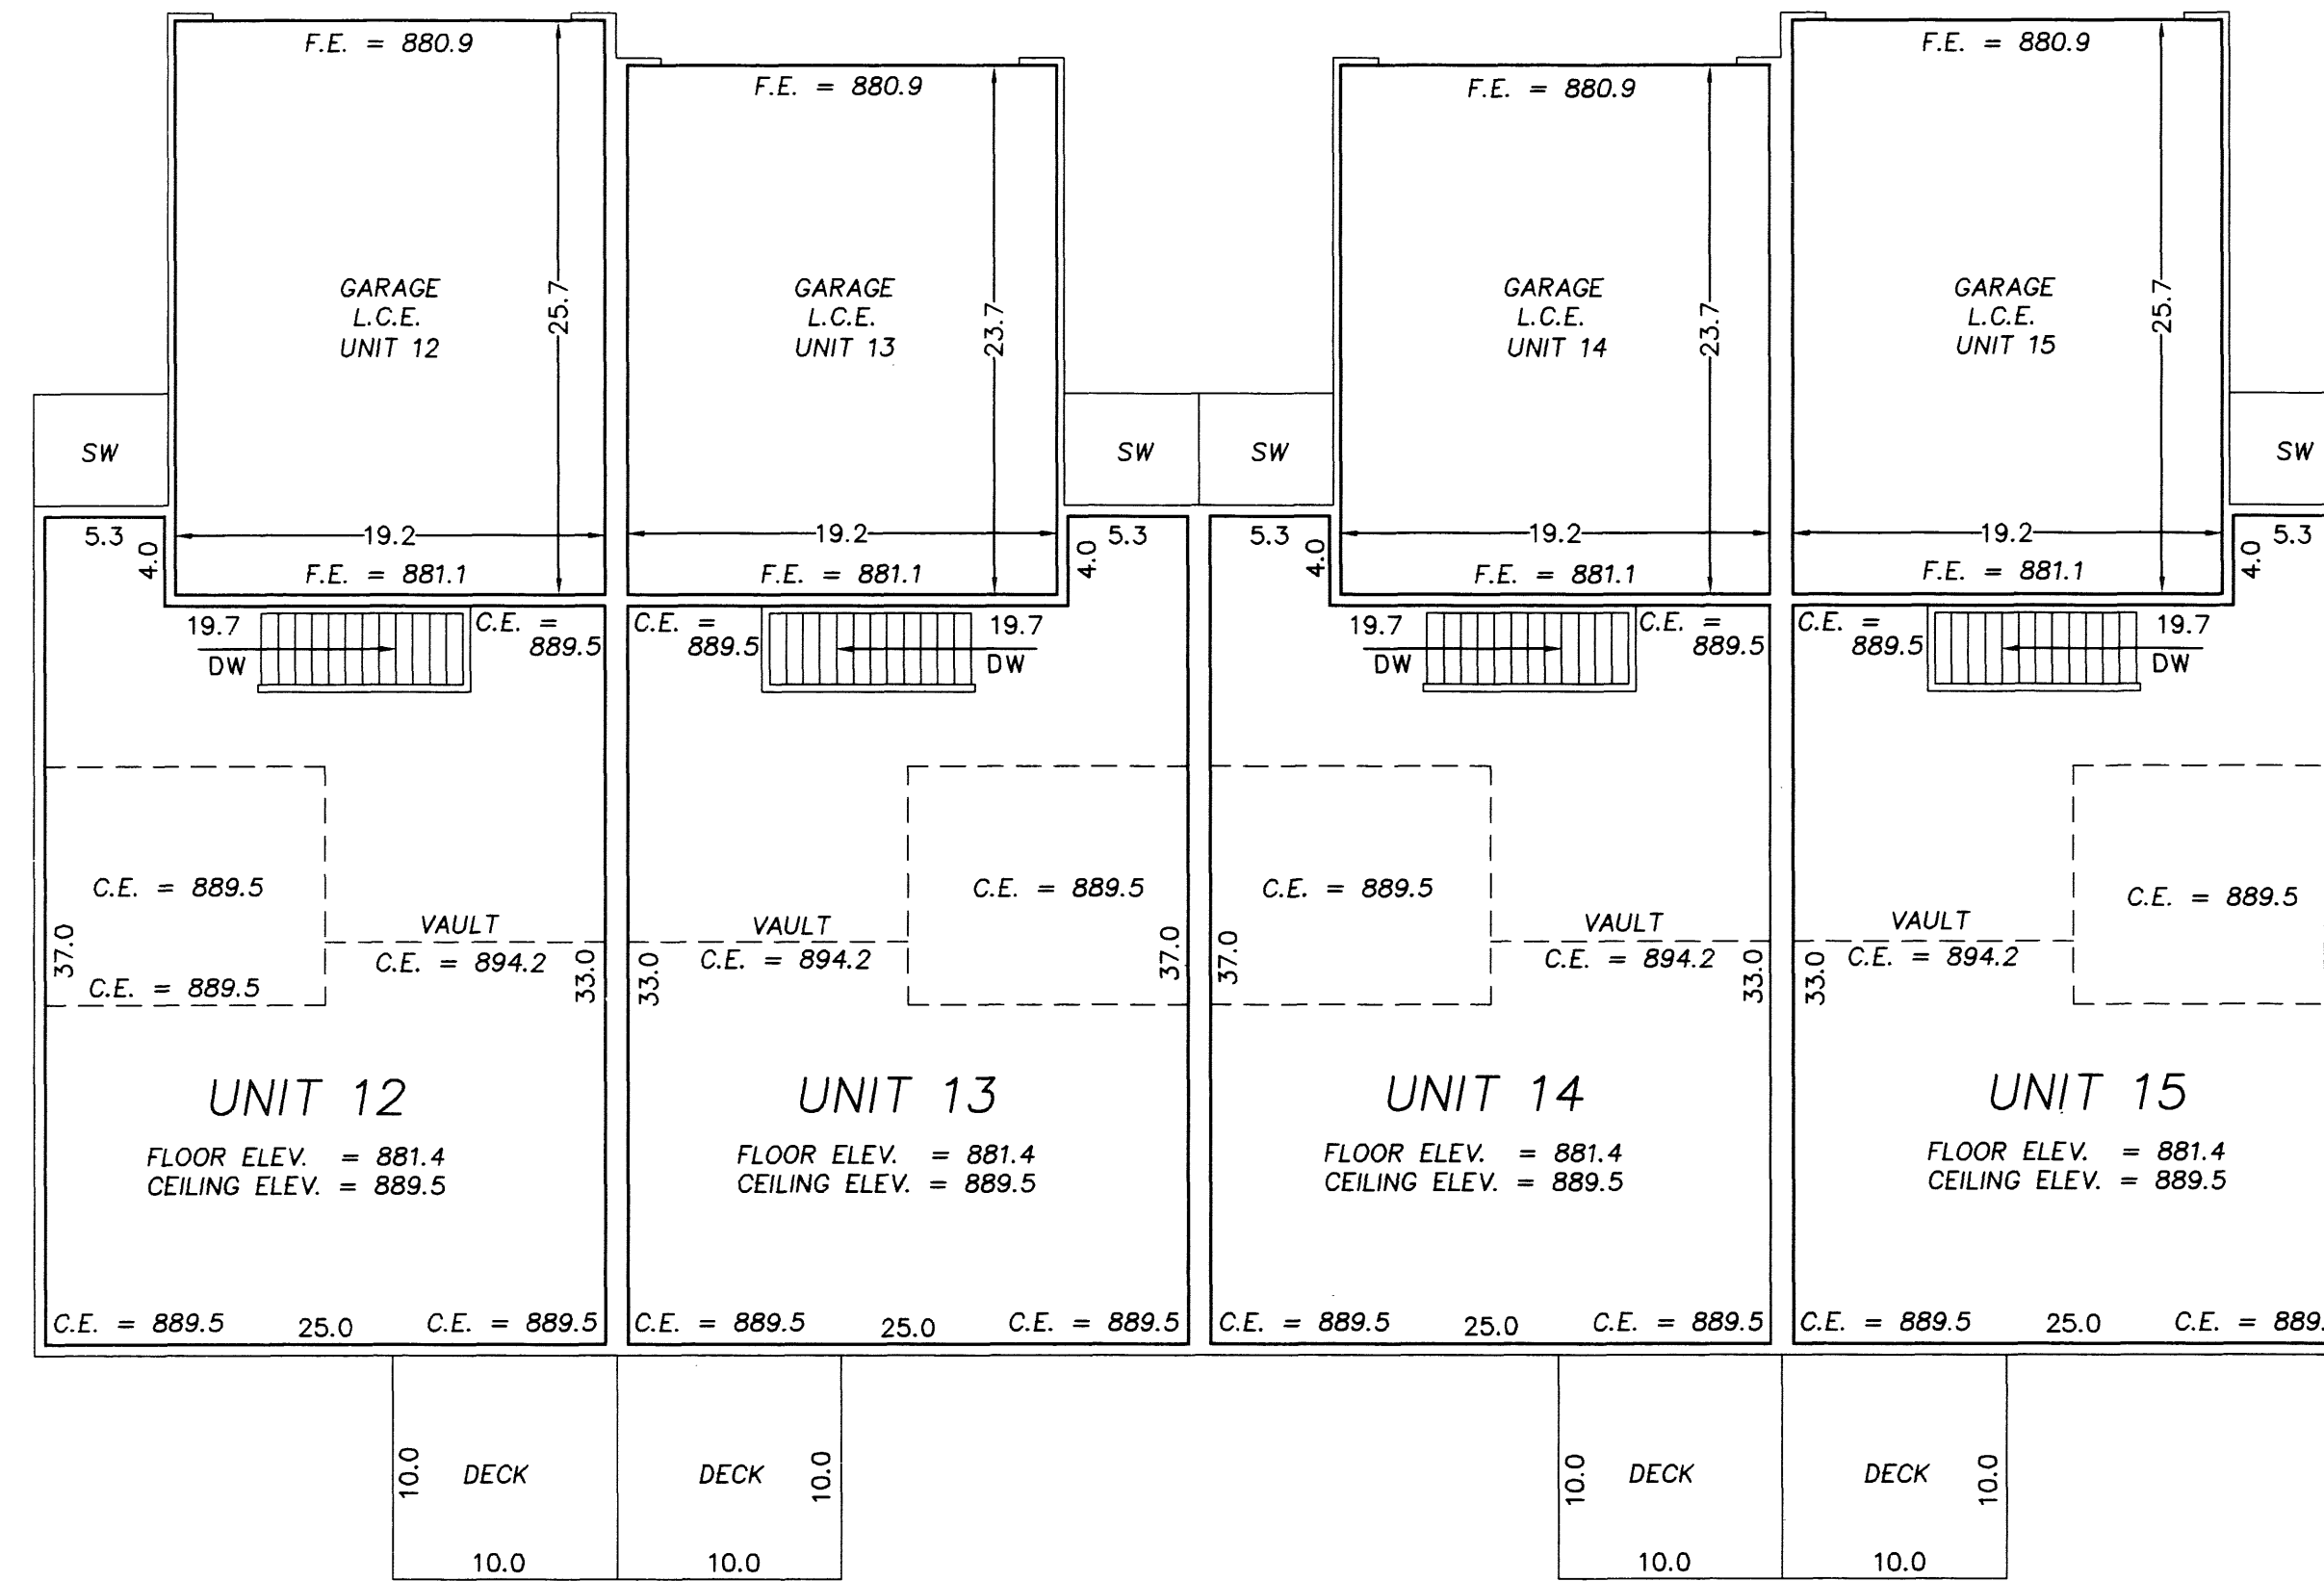 F.E. = 880.9
F.E. = 880.9
F.E. = 880.9
F.E. = 880.9
GARAGE
L.C.E.
UNIT 12
25.7
GARAGE
L.C.E.
UNIT 13
23.7
GARAGE
L.C.E.
UNIT 14
23.7
GARAGE
L.C.E.
UNIT 15
25.7
SW
SW
SW
SW
5.3
4.0
19.2
F.E. = 881.1
19.2
F.E. = 881.1
4.0
5.3
5.3
4.0
19.2
F.E. = 881.1
19.2
F.E. = 881.1
4.0
5.3
19.7
DW
C.E. =
889.5
C.E. =
889.5
19.7
DW
19.7
DW
C.E. =
889.5
C.E. =
889.5
19.7
DW
C.E. = 889.5
37.0
C.E. = 889.5
VAULT
C.E. = 894.2
33.0
33.0
VAULT
C.E. = 894.2
C.E. = 889.5
37.0
37.0
C.E. = 889.5
VAULT
C.E. = 894.2
33.0
33.0
VAULT
C.E. = 894.2
C.E. = 889.5
UNIT 12
FLOOR ELEV. = 881.4
CEILING ELEV. = 889.5
UNIT 13
FLOOR ELEV. = 881.4
CEILING ELEV. = 889.5
UNIT 14
FLOOR ELEV. = 881.4
CEILING ELEV. = 889.5
UNIT 15
FLOOR ELEV. = 881.4
CEILING ELEV. = 889.5
C.E. = 889.5
25.0
C.E. = 889.5
C.E. = 889.5
25.0
C.E. = 889.5
C.E. = 889.5
25.0
C.E. = 889.5
C.E. = 889.5
25.0
C.E. = 889.
10.0
DECK
10.0
DECK
10.0
10.0
10.0
DECK
10.0
DECK
10.0
10.0